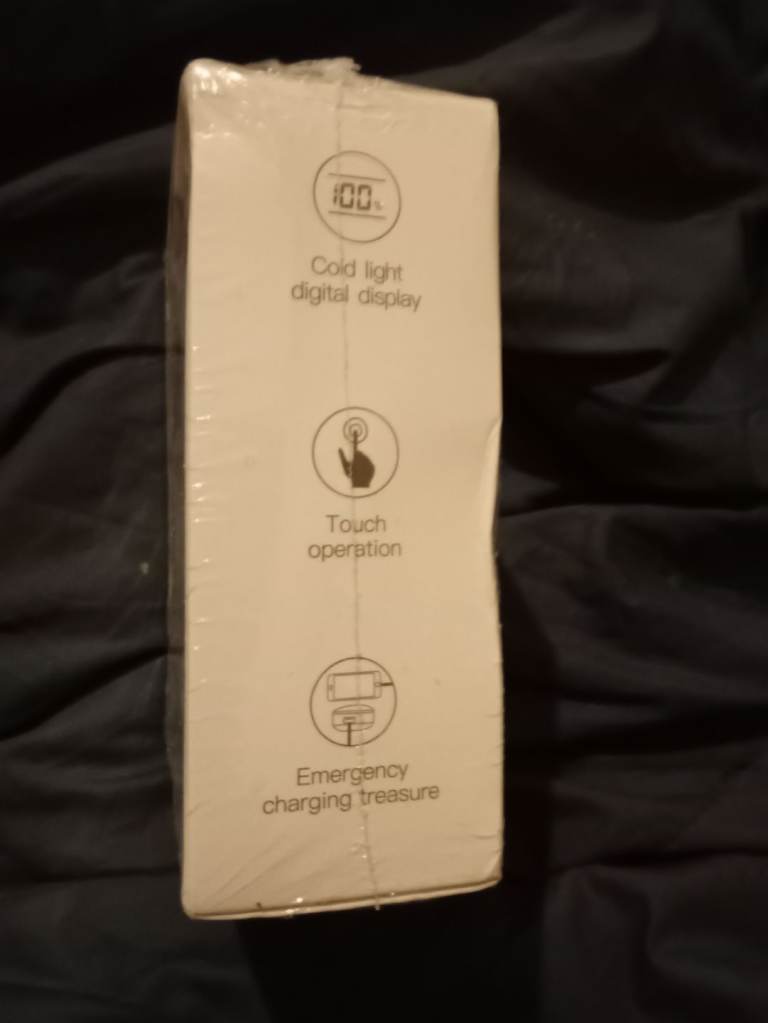 100%
Cold light
digital display
Touch
operation
Emergency
charging treasure